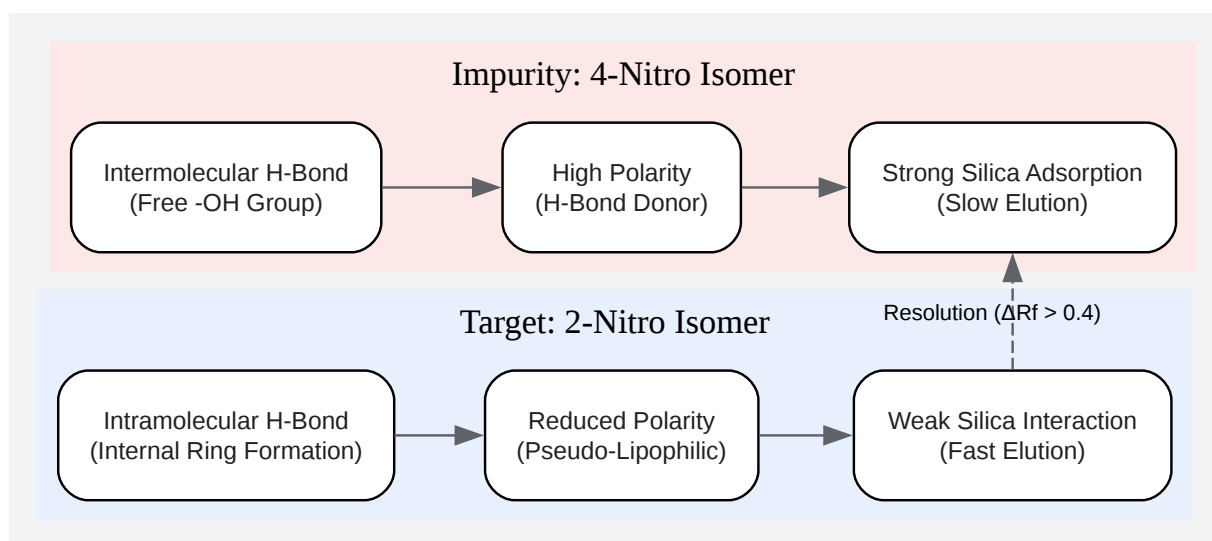 Impurity: 4-Nitro Isomer
Intermolecular H-Bond
(Free -OH Group)
High Polarity
(H-Bond Donor)
Strong Silica Adsorption
(Slow Elution)
Resolution (ΔRf > 0.4)
Target: 2-Nitro Isomer
Intramolecular H-Bond
(Internal Ring Formation)
Reduced Polarity
(Pseudo-Lipophilic)
Weak Silica Interaction
(Fast Elution)